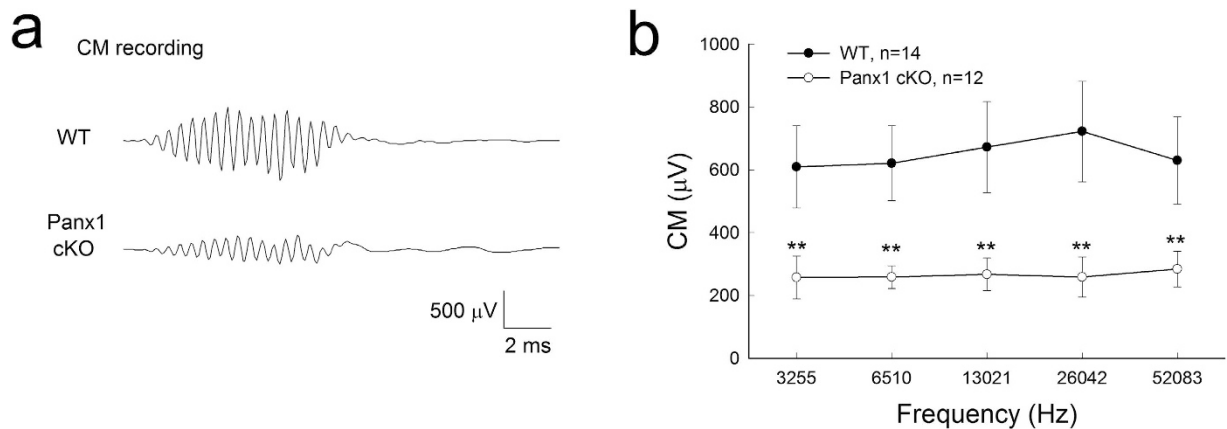 a
CM recording
WT
Panx1
cKO
500 μV
2 ms
b
WT, n=14
Panx1 cKO, n=12
CM (μV)
1000
800
600
400
200
0
** ** ** ** **
3255 6510 13021 26042 52083
Frequency (Hz)